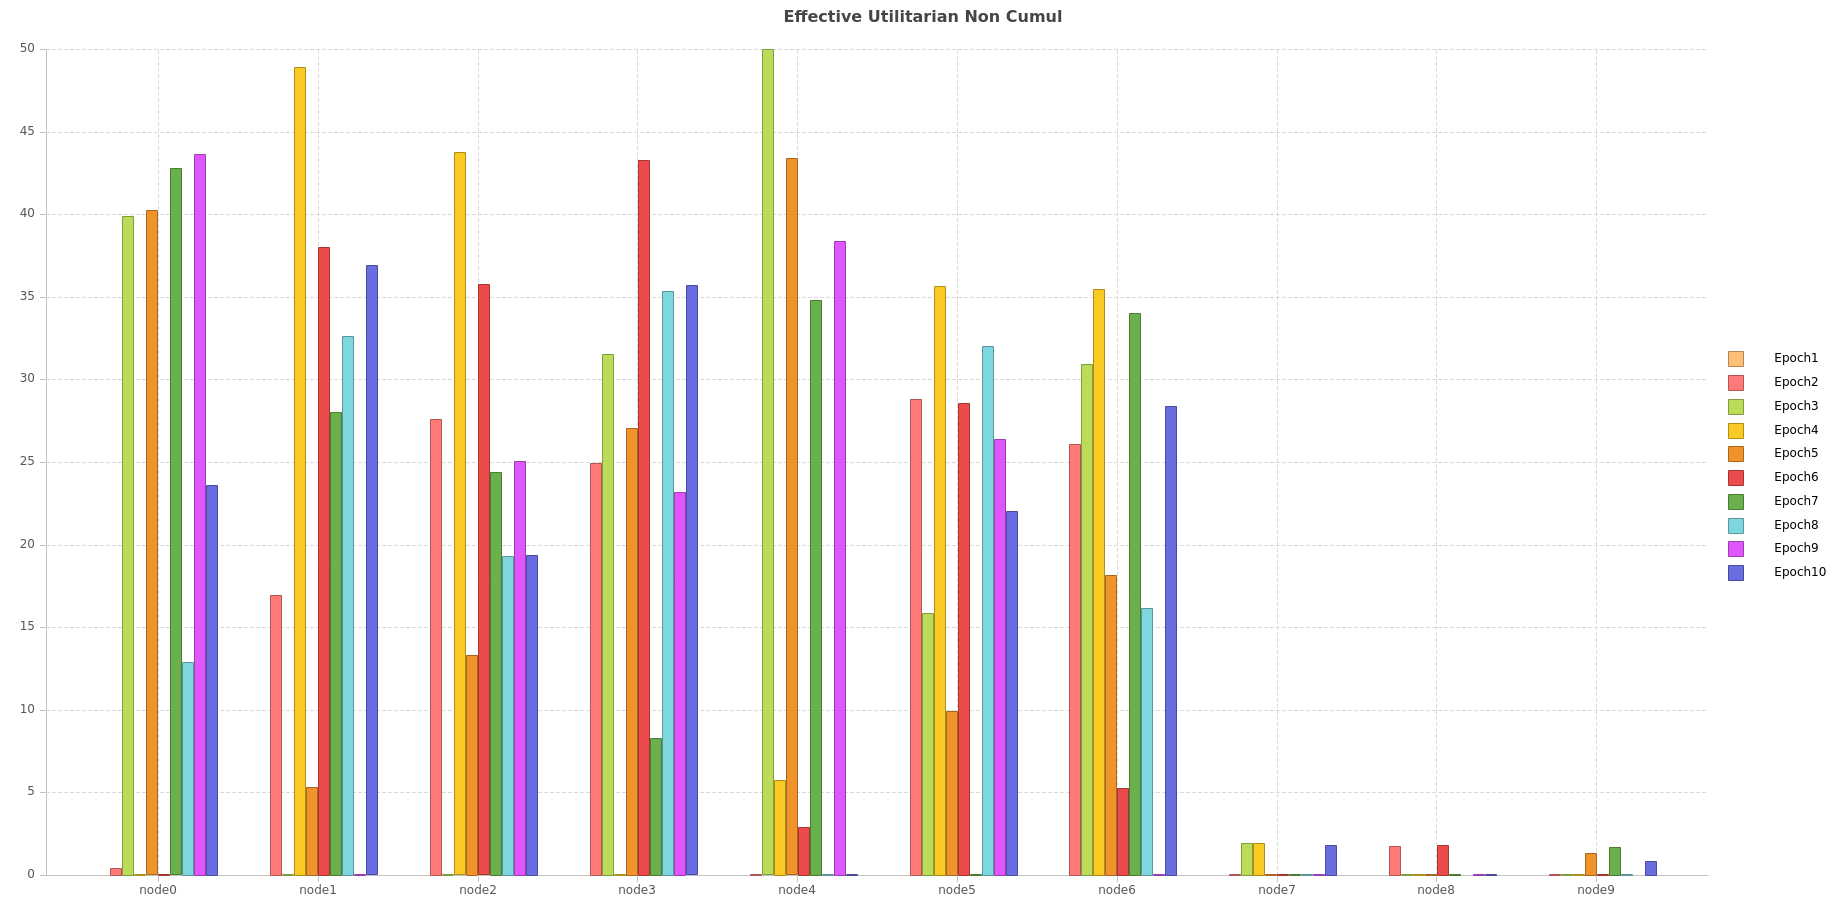 Effective Utilitarian Non Cumul
50
45
40
35
30
25
20
15
10
5
0
node0 node1 node2 node3 node4 node5 node6 node7 node8 node9
Epoch1
Epoch2
Epoch3
Epoch4
Epoch5
Epoch6
Epoch7
Epoch8
Epoch9
Epoch10